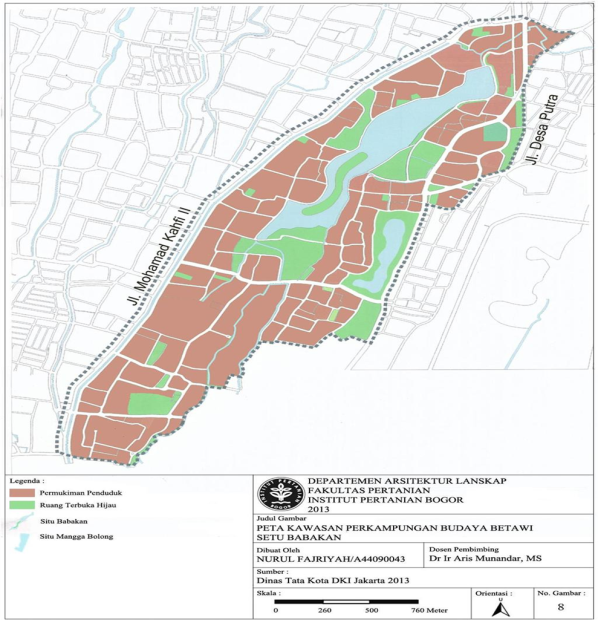 Jl. Mohamad Kahfi II
Jl. Desa Putra
Legenda :
Permukiman Penduduk
Ruang Terbuka Hijau
Situ Babakan
Situ Mangga Bolong
INSTITUT PERTANIAN
BOGOR
DEPARTEMEN ARSITEKTUR LANSKAP
FAKULTAS PERTANIAN
INSTITUT PERTANIAN BOGOR
2013
Judul Gambar
PETA KAWASAN PERKAMPUNGAN BUDAYA BETAWI
SETU BABAKAN
Dibuat Oleh
NURUL FAJRIYAH/A44090043
Dosen Pembimbing
Dr Ir Aris Munandar, MS
Sumber :
Dinas Tata Kota DKI Jakarta 2013
Skala :
0 260 500 760 Meter
Orientasi :
U
No. Gambar :
8